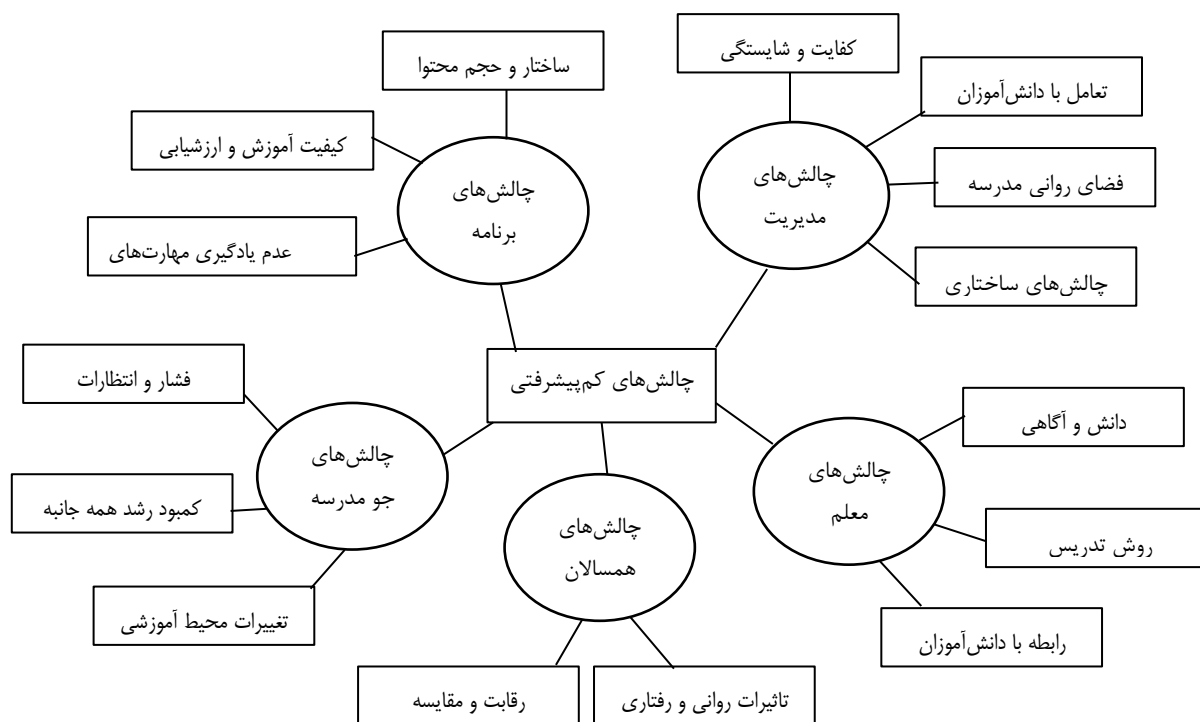 کفایت و شایستگی
ساختار و حجم محتوا
تعامل با دانش‌آموزان
کیفیت آموزش و ارزشیابی
چالش‌های
مدیریت
فضای روانی مدرسه
چالش‌های
برنامه
عدم یادگیری مهارت‌های
چالش‌های ساختاری
چالش‌های کم‌پیشرفتی
فشار و انتظارات
دانش و آگاهی
چالش‌های
جو مدرسه
چالش‌های
معلم
کمبود رشد همه جانبه
روش تدریس
چالش‌های
همسالان
تغییرات محیط آموزشی
رابطه با دانش‌آموزان
تاثیرات روانی و رفتاری
رقابت و مقایسه